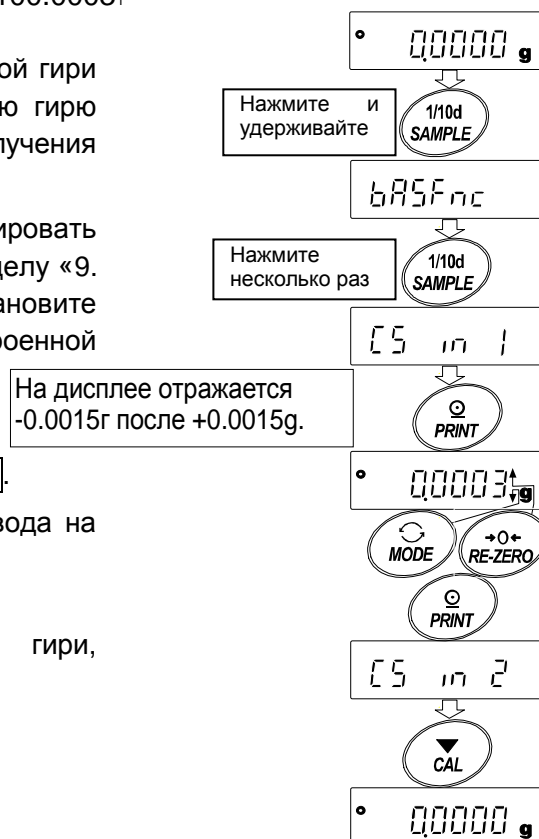 0.0000 g
ой гири
ю гирю
лучения
Нажмите и
удерживайте
1/10d
SAMPLE
bASFnc
ировать
делу «9.
ановите
роенной
Нажмите
несколько раз
1/10d
SAMPLE
CS in 1
На дисплее отражается
-0.0015г после +0.0015g.
PRINT
.
0.0003 g
вода на
MODE
→0←
RE-ZERO
PRINT
гири,
CS in 2
CAL
0.0000 g